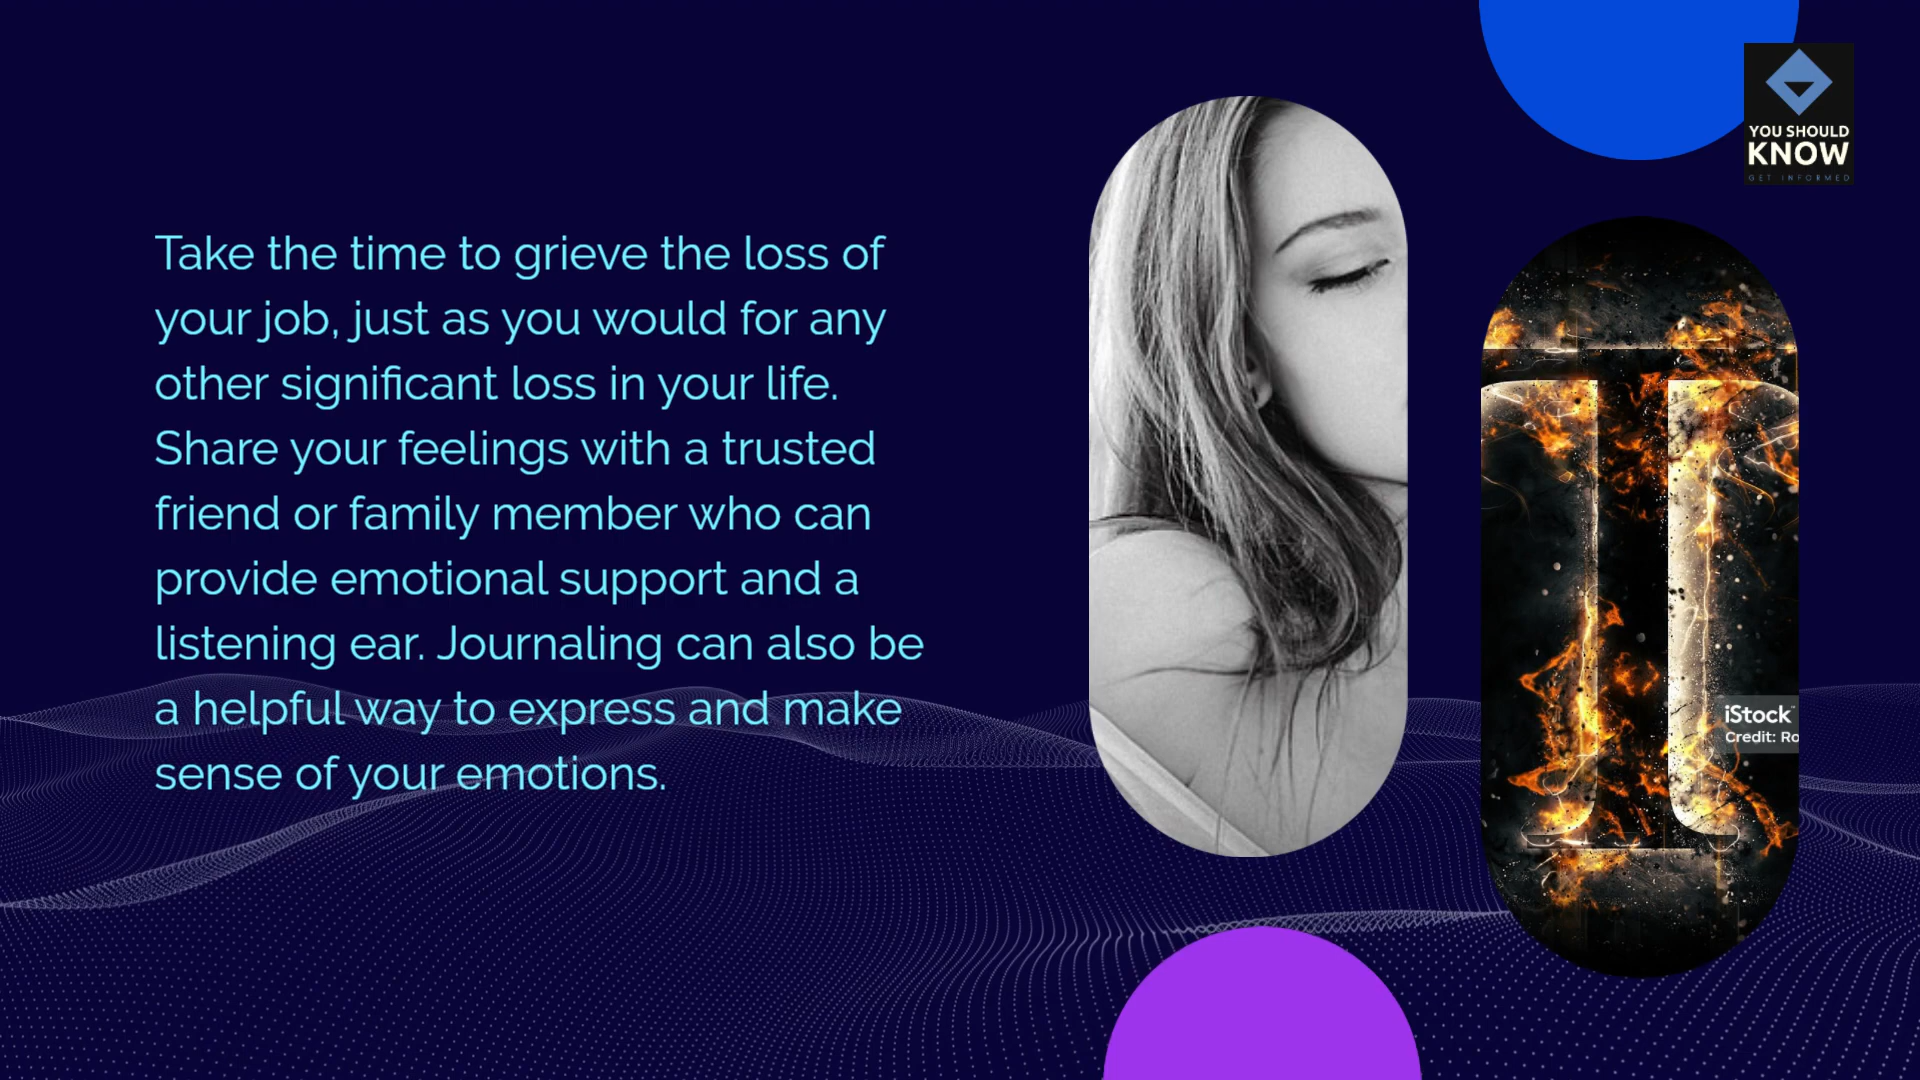 Take the time to grieve the loss of
your job, just as you would for any
other significant loss in your life.
Share your feelings with a trusted
friend or family member who can
provide emotional support and a
listening ear. Journaling can also be
a helpful way to express and make
sense of your emotions.
YOU SHOULD
KNOW
GET INFORMED
iStock
Credit: Ro